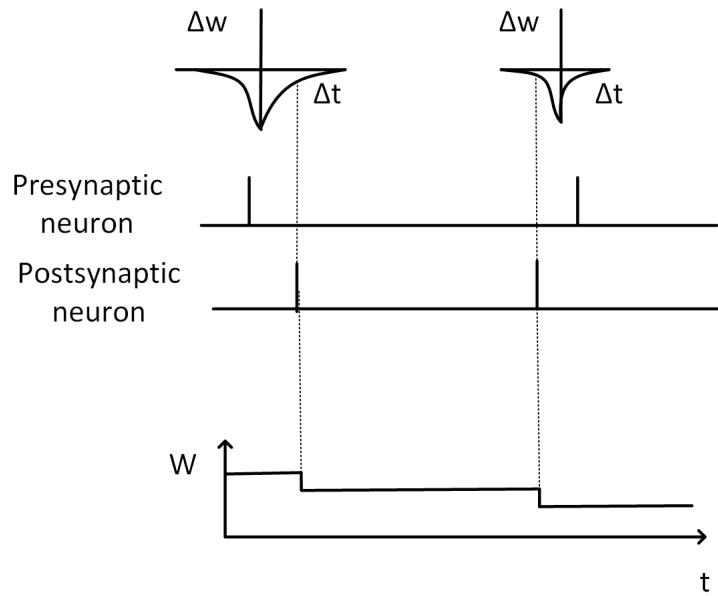 Δw
Δw
Δt
Δt
Presynaptic
neuron
Postsynaptic
neuron
W
t